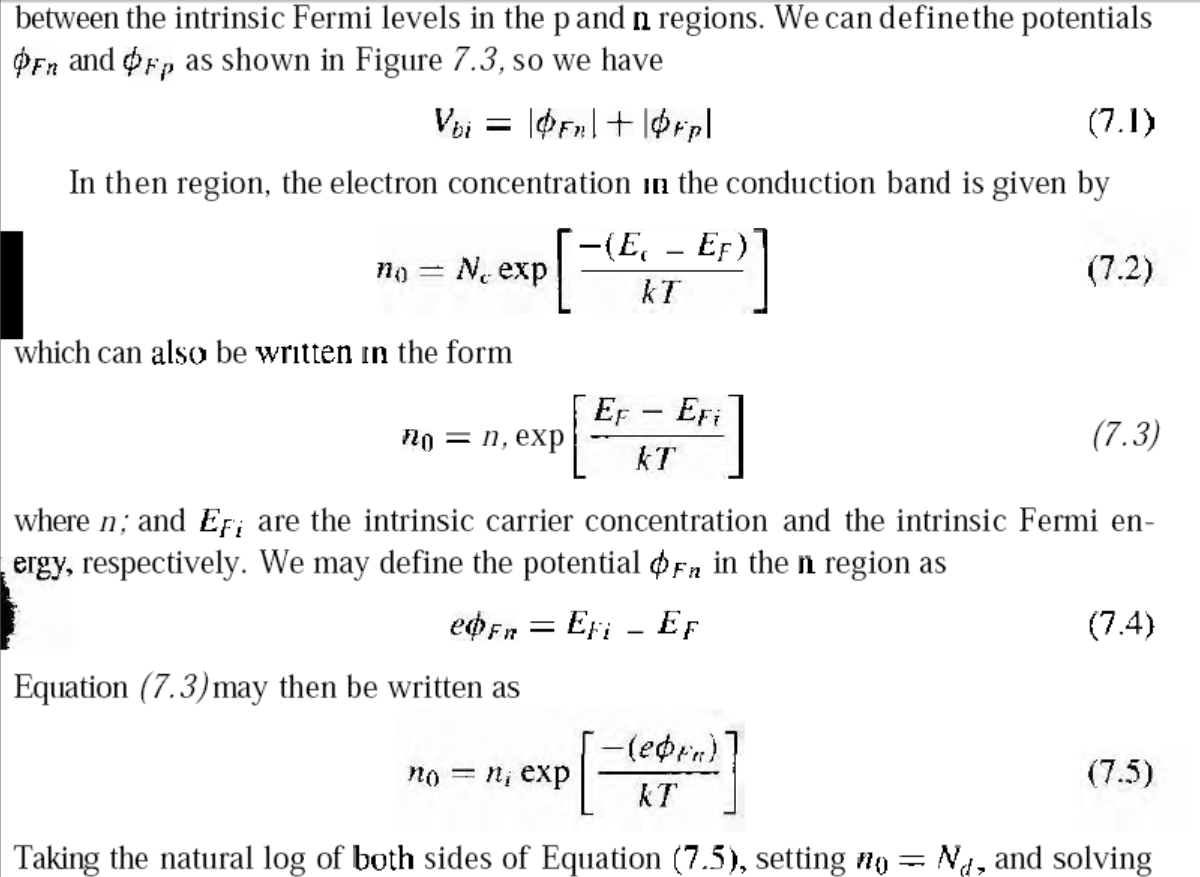 between the intrinsic Fermi levels in the p and n regions. We can define the potentials
ϕFn and ϕFp as shown in Figure 7.3, so we have
Vbi = |ϕFn| + |ϕFp| (7.1)
In then region, the electron concentration in the conduction band is given by
n0 = Nc exp [−(Ec − EF) / kT] (7.2)
which can also be written in the form
n0 = ni exp [EF − EFi / kT] (7.3)
where ni and EFi are the intrinsic carrier concentration and the intrinsic Fermi en-
ergy, respectively. We may define the potential ϕFn in the n region as
eϕFn = EFi − EF (7.4)
Equation (7.3) may then be written as
n0 = ni exp [−(eϕFn) / kT] (7.5)
Taking the natural log of both sides of Equation (7.5), setting n0 = Nd, and solving